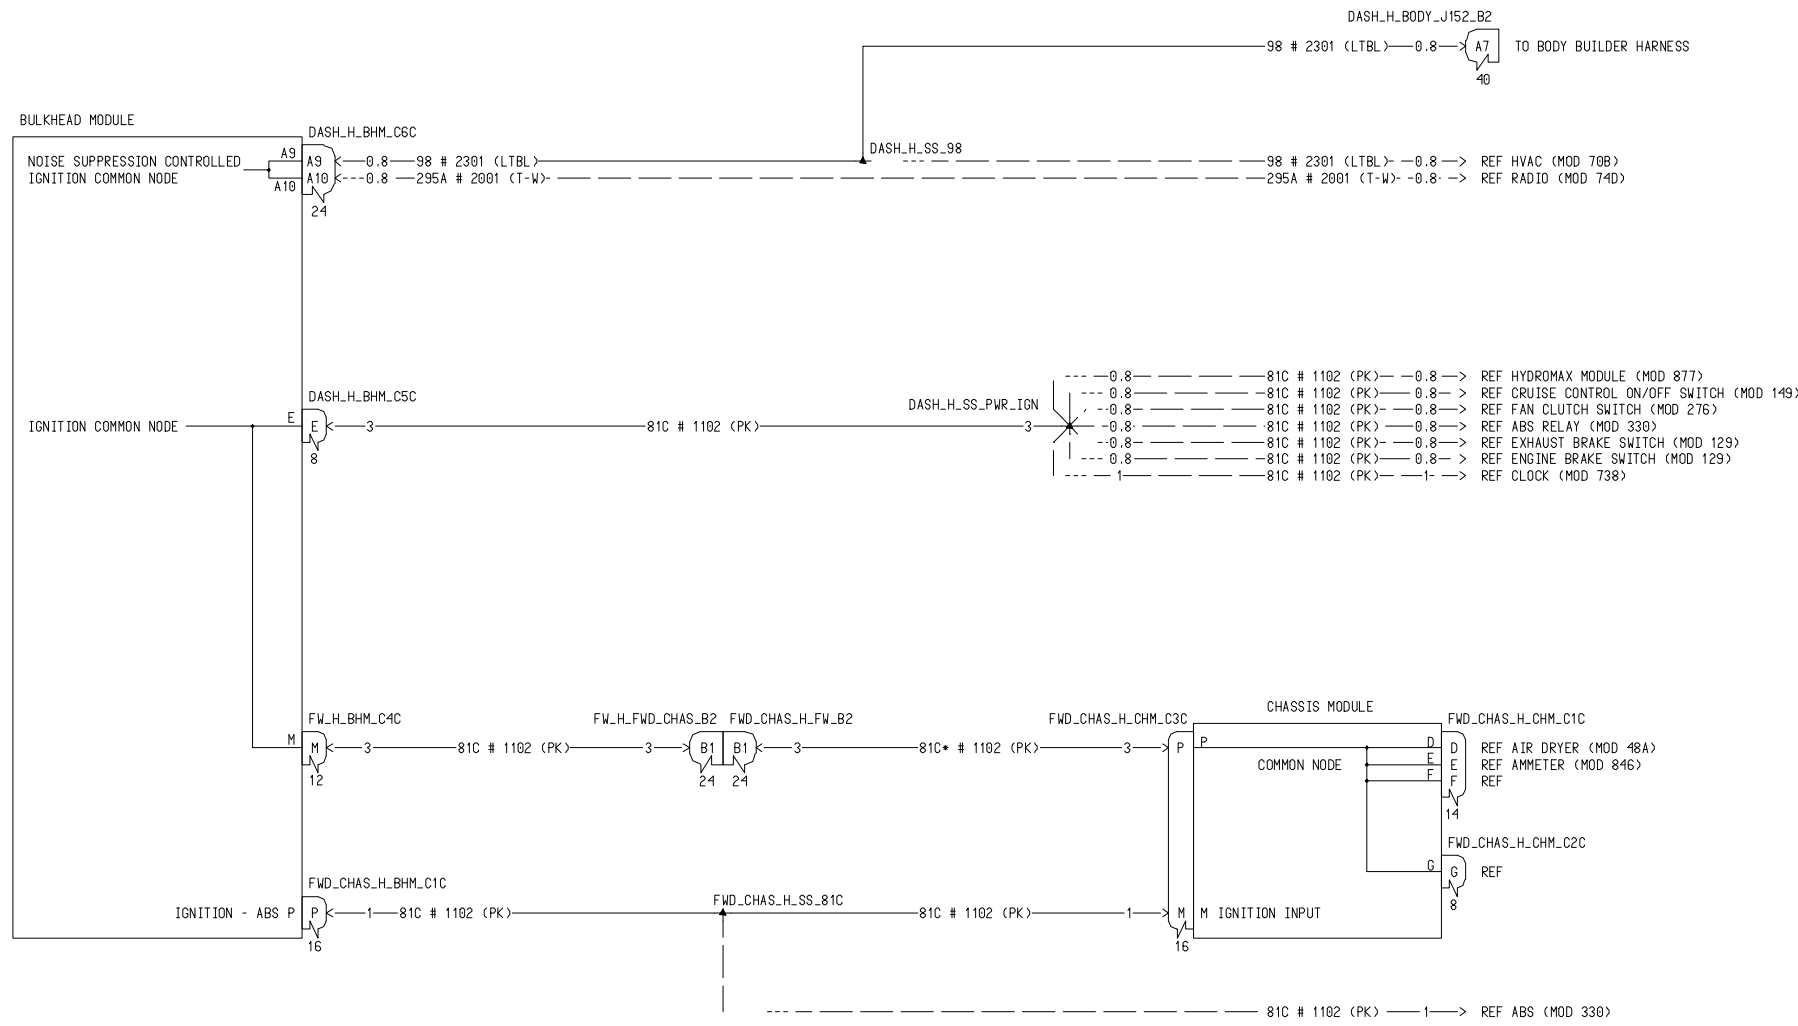 DASH_H_BODY_J152_B2
98 # 2301 (LTBL) 0.8 A7 TO BODY BUILDER HARNESS
40
BULKHEAD MODULE
DASH_H_BHM_C6C
DASH_H_SS_98
NOISE SUPPRESSION CONTROLLED A9 A9 0.8 98 # 2301 (LTBL) 98 # 2301 (LTBL) 0.8 REF HVAC (MOD 70B)
IGNITION COMMON NODE A10 A10 0.8 295A # 2001 (T-W) 295A # 2001 (T-W) 0.8 REF RADIO (MOD 74D)
24
0.8 81C # 1102 (PK) 0.8 REF HYDROMAX MODULE (MOD 877)
DASH_H_BHM_C5C 0.8 81C # 1102 (PK) 0.8 REF CRUISE CONTROL ON/OFF SWITCH (MOD 149)
DASH_H_SS_PWR_IGN 0.8 81C # 1102 (PK) 0.8 REF FAN CLUTCH SWITCH (MOD 276)
IGNITION COMMON NODE E E 3 81C # 1102 (PK) 3 0.8 81C # 1102 (PK) 0.8 REF ABS RELAY (MOD 330)
0.8 81C # 1102 (PK) 0.8 REF EXHAUST BRAKE SWITCH (MOD 129)
8 0.8 81C # 1102 (PK) 0.8 REF ENGINE BRAKE SWITCH (MOD 129)
1 81C # 1102 (PK) 1 REF CLOCK (MOD 738)
CHASSIS MODULE
FW_H_BHM_C4C FW_H_FWD_CHAS_B2 FWD_CHAS_H_FW_B2 FWD_CHAS_H_CHM_C3C FWD_CHAS_H_CHM_C1C
M M 3 81C # 1102 (PK) 3 B1 B1 3 81C* # 1102 (PK) 3 P P D D REF AIR DRYER (MOD 48A)
COMMON NODE E E REF AMMETER (MOD 846)
12 24 24 F F REF
14
FWD_CHAS_H_CHM_C2C
G G REF
FWD_CHAS_H_BHM_C1C
FWD_CHAS_H_SS_81C
8
IGNITION - ABS P P 1 81C # 1102 (PK) 81C # 1102 (PK) 1 M M IGNITION INPUT
16 16
81C # 1102 (PK) 1 REF ABS (MOD 330)